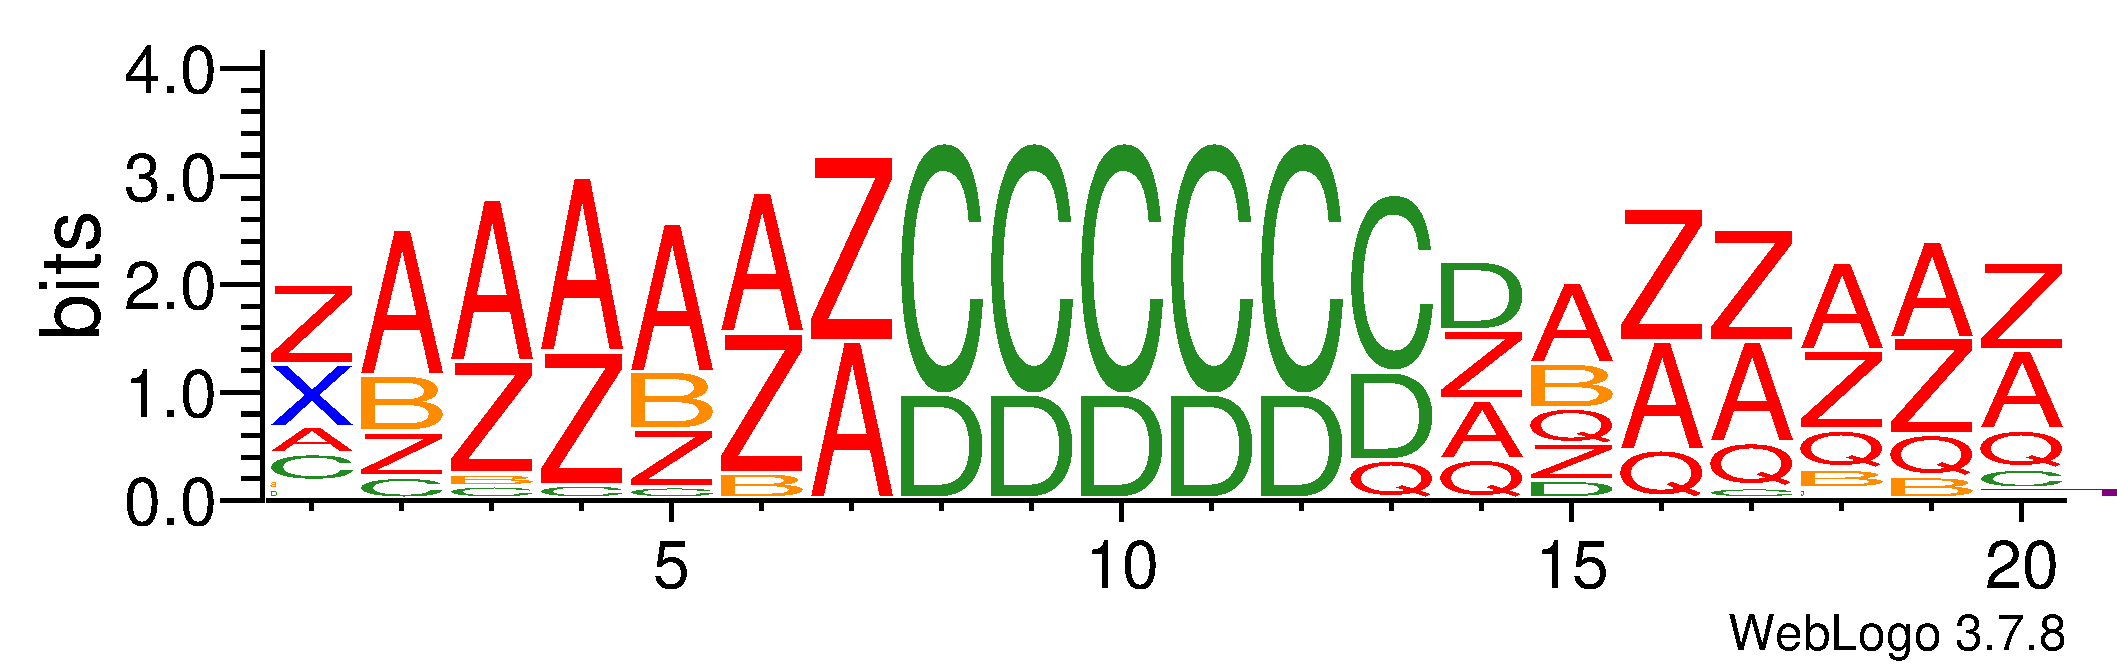 4.0
3.0
2.0
1.0
0.0
bits
Z A A A A A Z C C C C C C D A Z Z A A Z
X B Z Z B Z A D D D D D D Z B A A Z Z A
A Z B Z Z B Q A Q Q Q Q Q Q
C C C C C Q Z C B B C
D
5 10 15 20
WebLogo 3.7.8